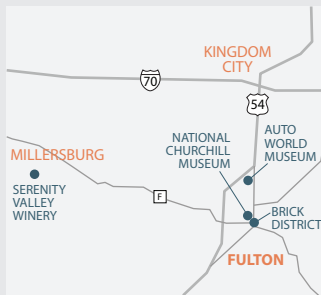 KINGDOM
CITY
70
54
NATIONAL
CHURCHILL
MUSEUM
AUTO
WORLD
MUSEUM
MILLERSBURG
SERENITY
VALLEY
WINERY
F
BRICK
DISTRICT
FULTON